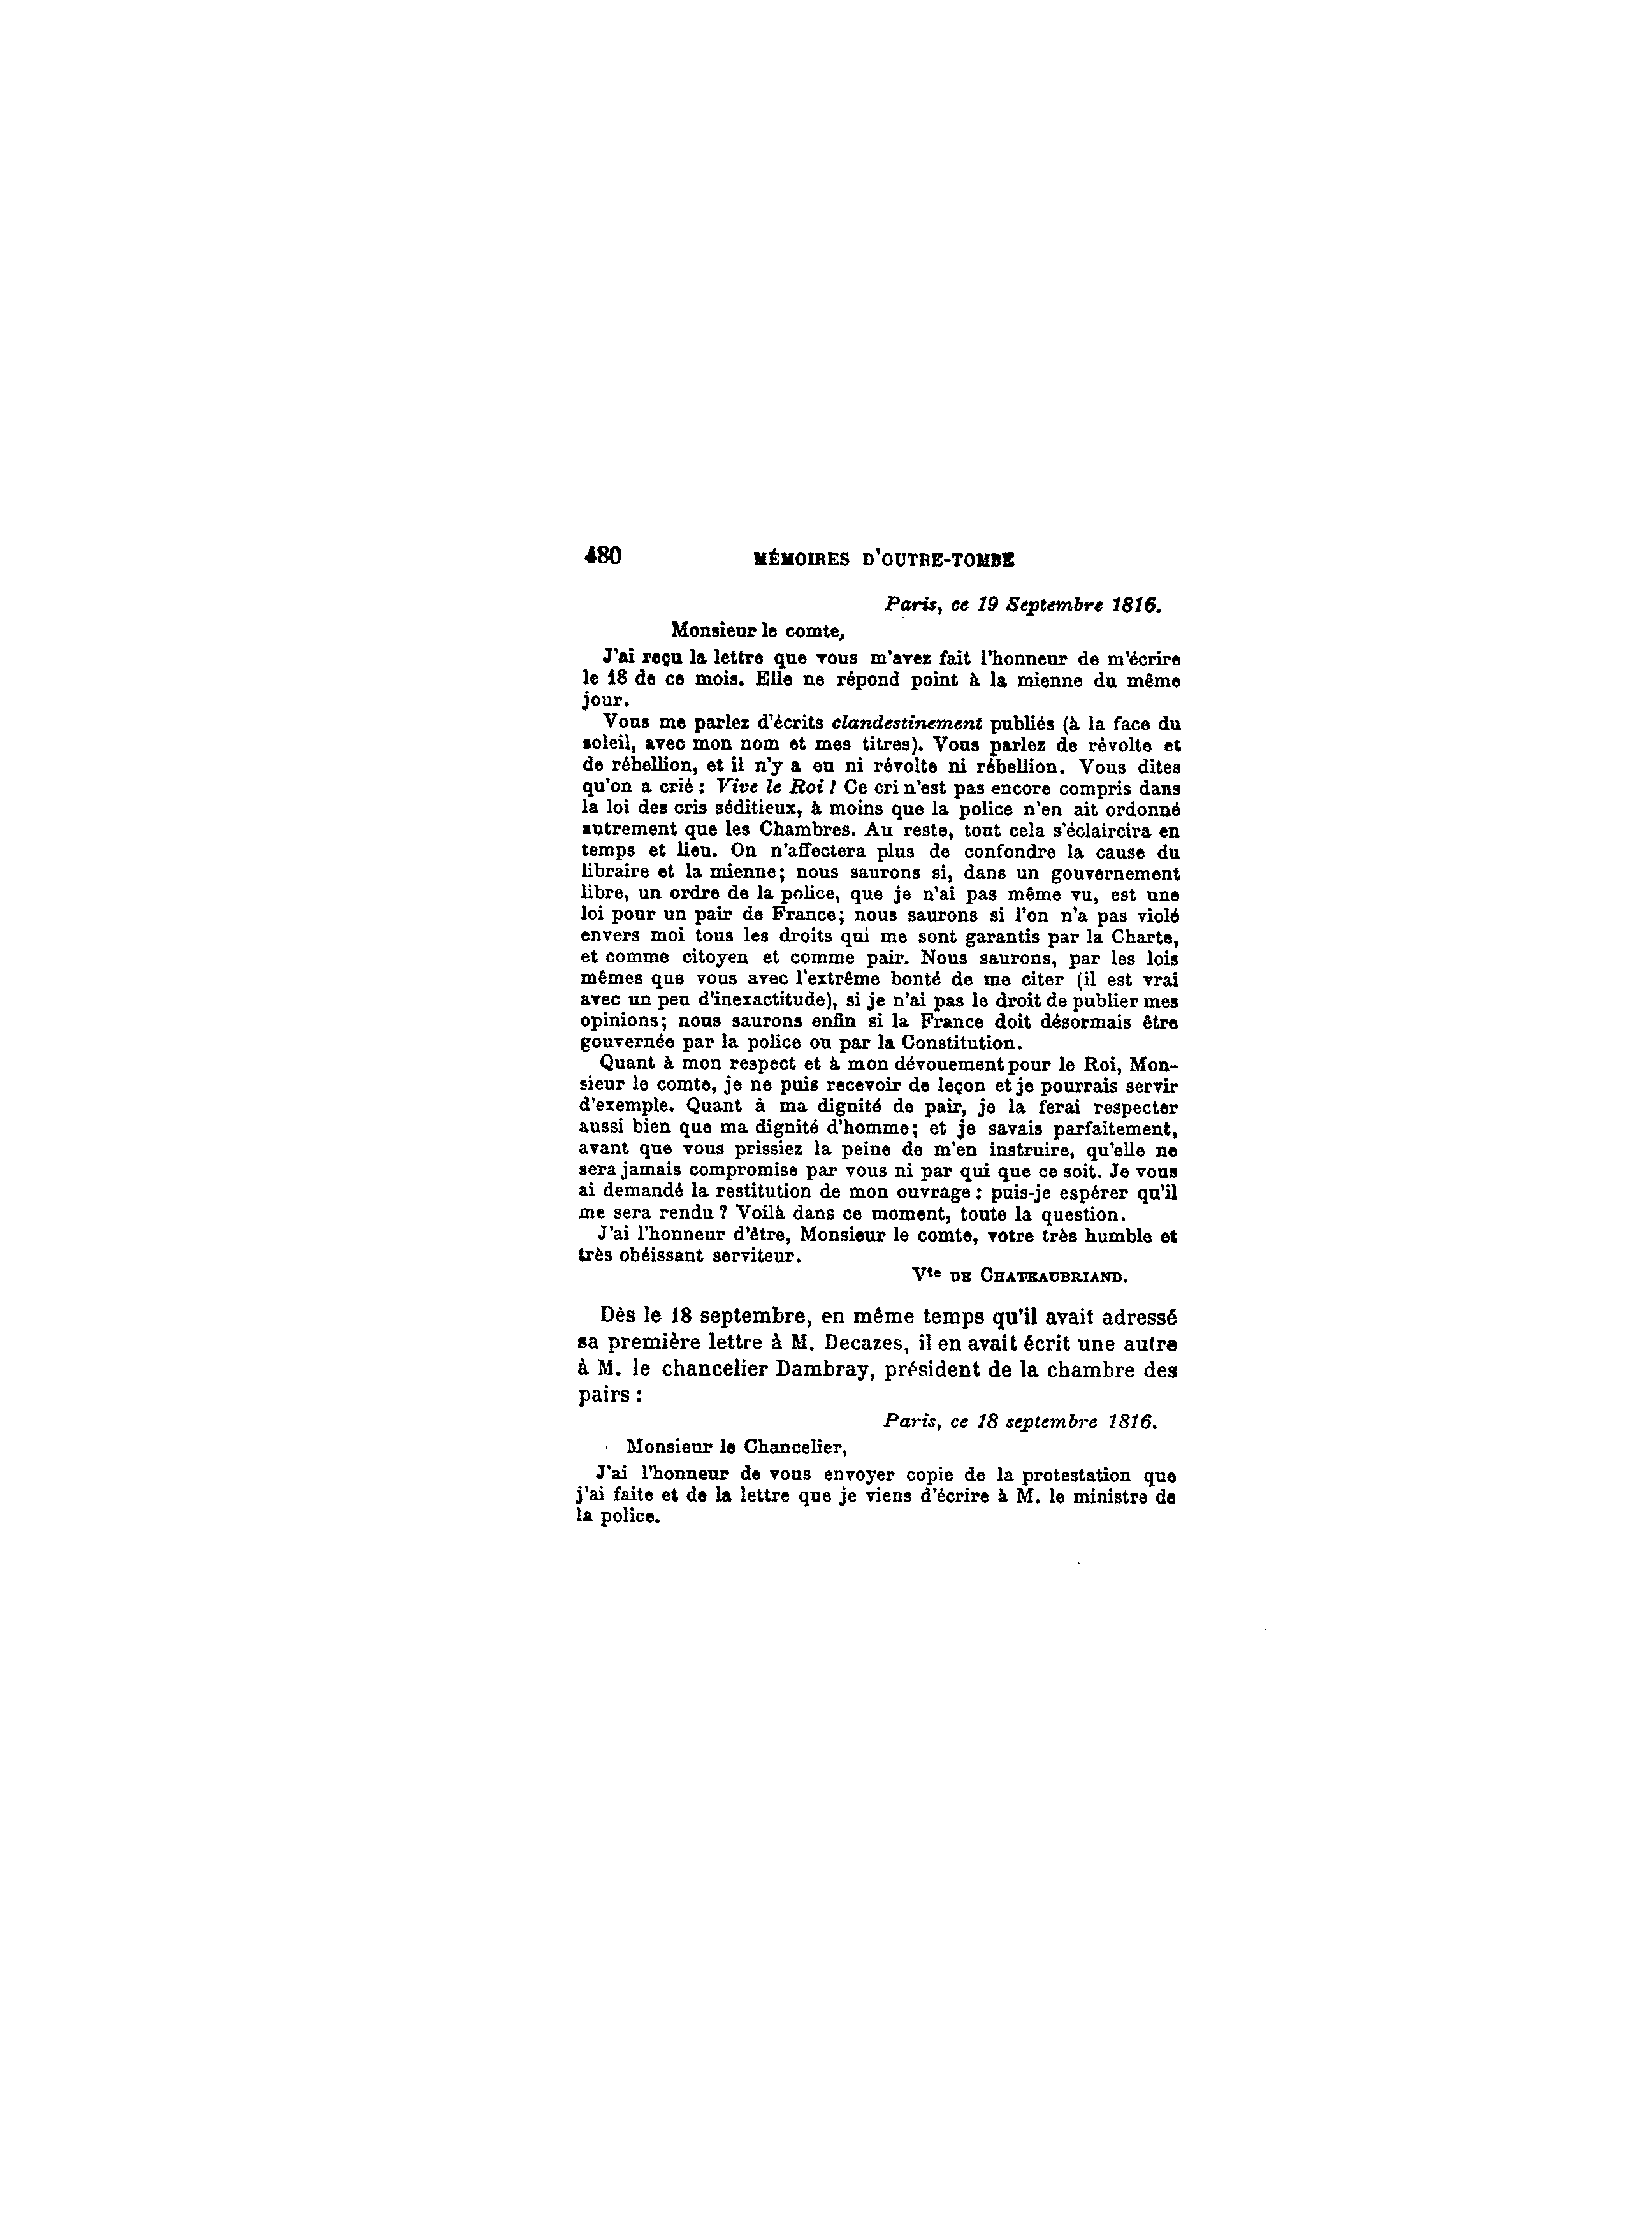 480 MÉMOIRES D'OUTRE-TOMBE
Paris, ce 19 Septembre 1816.
Monsieur le comte,
J'ai reçu la lettre que vous m'avez fait l'honneur de m'écrire
le 18 de ce mois. Elle ne répond point à la mienne du même
jour.
Vous me parlez d'écrits clandestinement publiés (à la face du
soleil, avec mon nom et mes titres). Vous parlez de révolte et
de rébellion, et il n'y a eu ni révolte ni rébellion. Vous dites
qu'on a crié : Vive le Roi ! Ce cri n'est pas encore compris dans
la loi des cris séditieux, à moins que la police n'en ait ordonné
autrement que les Chambres. Au reste, tout cela s'éclaircira en
temps et lieu. On n'affectera plus de confondre la cause du
libraire et la mienne; nous saurons si, dans un gouvernement
libre, un ordre de la police, que je n'ai pas même vu, est une
loi pour un pair de France; nous saurons si l'on n'a pas violé
envers moi tous les droits qui me sont garantis par la Charte,
et comme citoyen et comme pair. Nous saurons, par les lois
mêmes que vous avec l'extrême bonté de me citer (il est vrai
avec un peu d'inexactitude), si je n'ai pas le droit de publier mes
opinions; nous saurons enfin si la France doit désormais être
gouvernée par la police ou par la Constitution.
Quant à mon respect et à mon dévouement pour le Roi, Mon-
sieur le comte, je ne puis recevoir de leçon et je pourrais servir
d'exemple. Quant à ma dignité de pair, je la ferai respecter
aussi bien que ma dignité d'homme; et je savais parfaitement,
avant que vous prissiez la peine de m'en instruire, qu'elle ne
sera jamais compromise par vous ni par qui que ce soit. Je vous
ai demandé la restitution de mon ouvrage : puis-je espérer qu'il
me sera rendu ? Voilà dans ce moment, toute la question.
J'ai l'honneur d'être, Monsieur le comte, votre très humble et
très obéissant serviteur.
Vte DE CHATEAUBRIAND.
Dès le 18 septembre, en même temps qu'il avait adressé
sa première lettre à M. Decazes, il en avait écrit une autre
à M. le chancelier Dambray, président de la chambre des
pairs :
Paris, ce 18 septembre 1816.
Monsieur le Chancelier,
J'ai l'honneur de vous envoyer copie de la protestation que
j'ai faite et de la lettre que je viens d'écrire à M. le ministre de
la police.